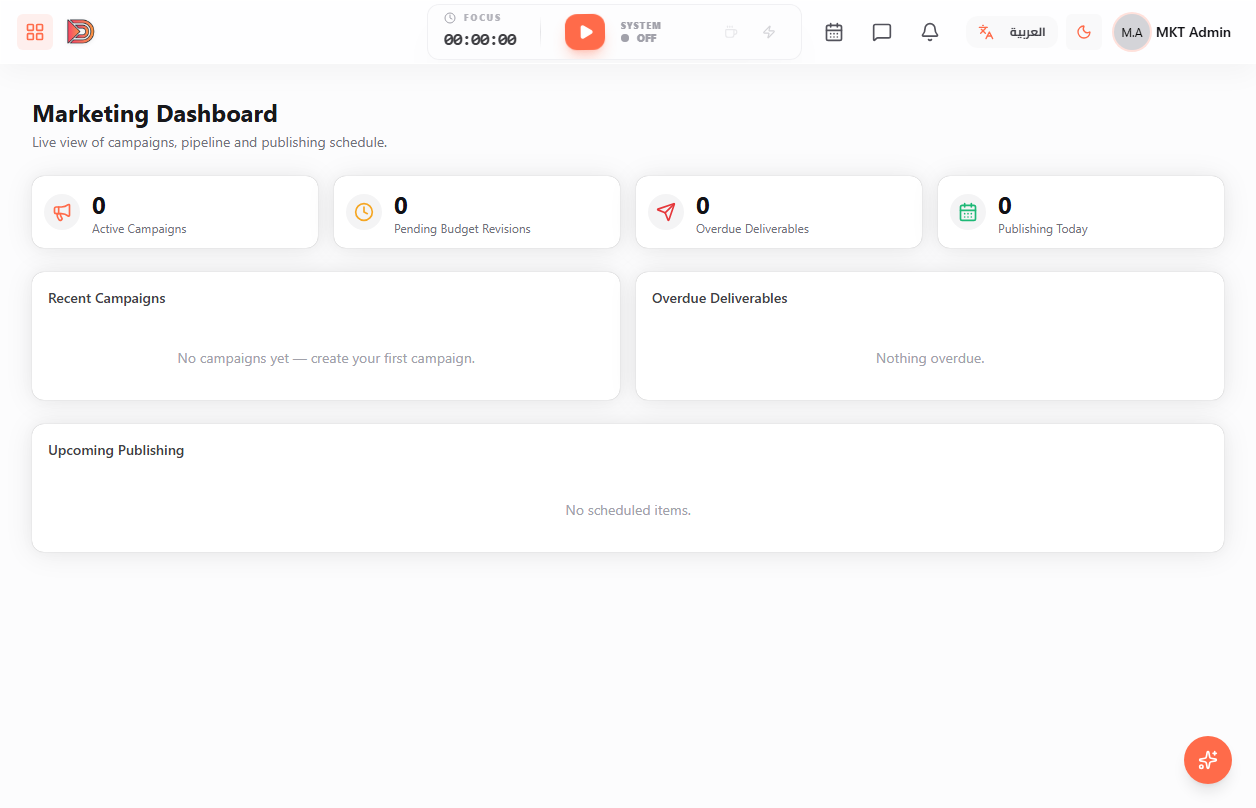 FOCUS
00:00:00
SYSTEM
OFF
العربية
M.A
MKT Admin
Marketing Dashboard
Live view of campaigns, pipeline and publishing schedule.
0
Active Campaigns
0
Pending Budget Revisions
0
Overdue Deliverables
0
Publishing Today
Recent Campaigns
No campaigns yet — create your first campaign.
Overdue Deliverables
Nothing overdue.
Upcoming Publishing
No scheduled items.